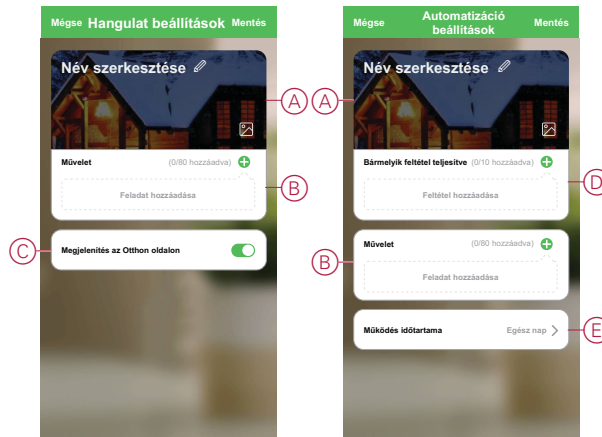 Mégse Hangulat beállítások Mentés
Név szerkesztése
A
Művelet (0/80 hozzáadva)
B
Feladat hozzáadása
C
Megjelenítés az Otthon oldalon
Mégse Automatizáció beállítások Mentés
Név szerkesztése
A
Bármelyik feltétel teljesítve (0/10 hozzáadva)
D
Feltétel hozzáadása
Művelet (0/80 hozzáadva)
B
Feladat hozzáadása
Működés időtartama Egész nap
E